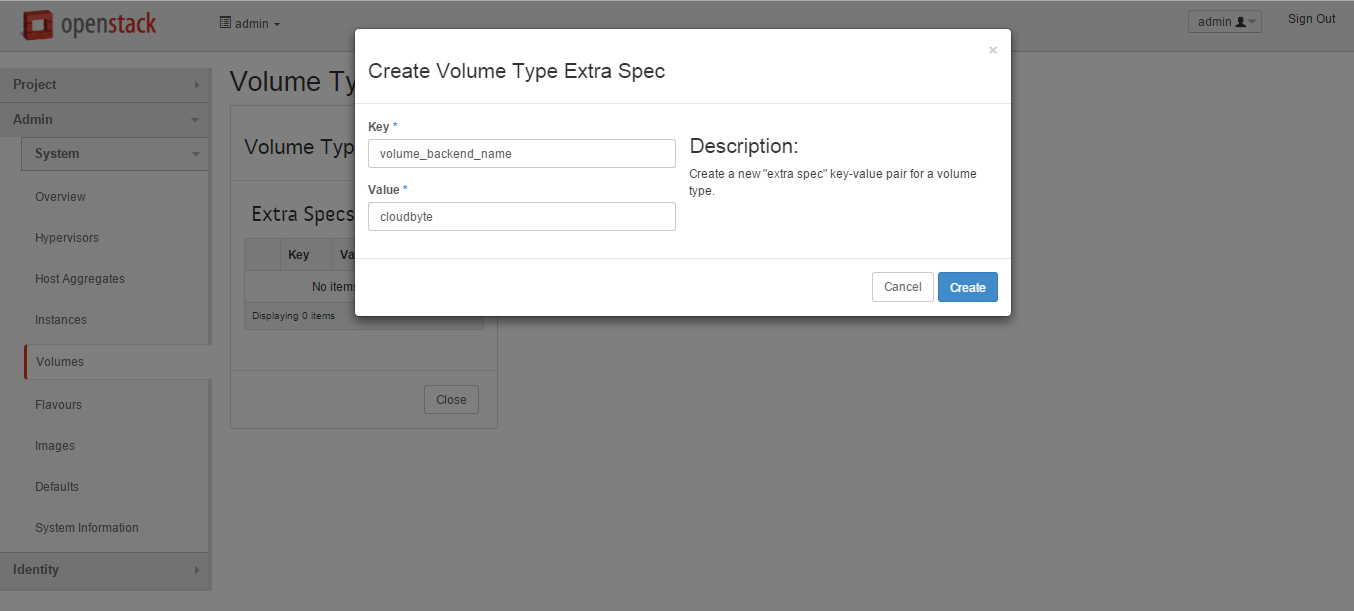 openstack
admin
admin
Sign Out
Project
Admin
System
Overview
Hypervisors
Host Aggregates
Instances
Volumes
Flavours
Images
Defaults
System Information
Identity
Volume Ty
Volume Typ
Extra Specs
Key Va
No items
Displaying 0 items
Close
×
Create Volume Type Extra Spec
Key *
volume_backend_name
Value *
cloudbyte
Description:
Create a new "extra spec" key-value pair for a volume
type.
Cancel
Create